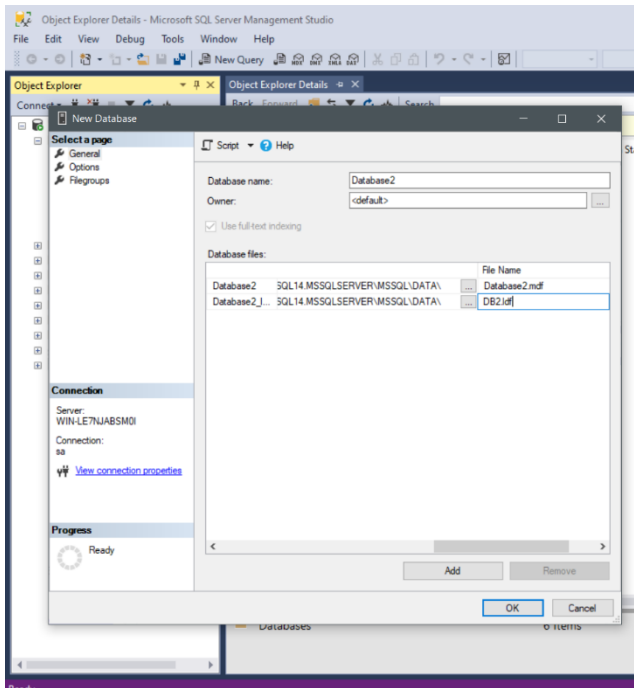 Object Explorer Details - Microsoft SQL Server Management Studio
File Edit View Debug Tools Window Help
New Query
Object Explorer
Object Explorer Details
Search
New Database
Select a page
General
Options
Filegroups
Script Help
Database name: Database2
Owner: <default> ...
Use full-text indexing
Database files:
File Name
Database2 SQL14.MSSQLSERVER\MSSQL\DATA\ ... Database2.mdf
Database2_l... SQL14.MSSQLSERVER\MSSQL\DATA\ ... DB2.ldf
Connection
Server:
WIN-LE7NJABSM0I
Connection:
sa
View connection properties
Progress
Ready
Add Remove
OK Cancel
Databases 6 Items